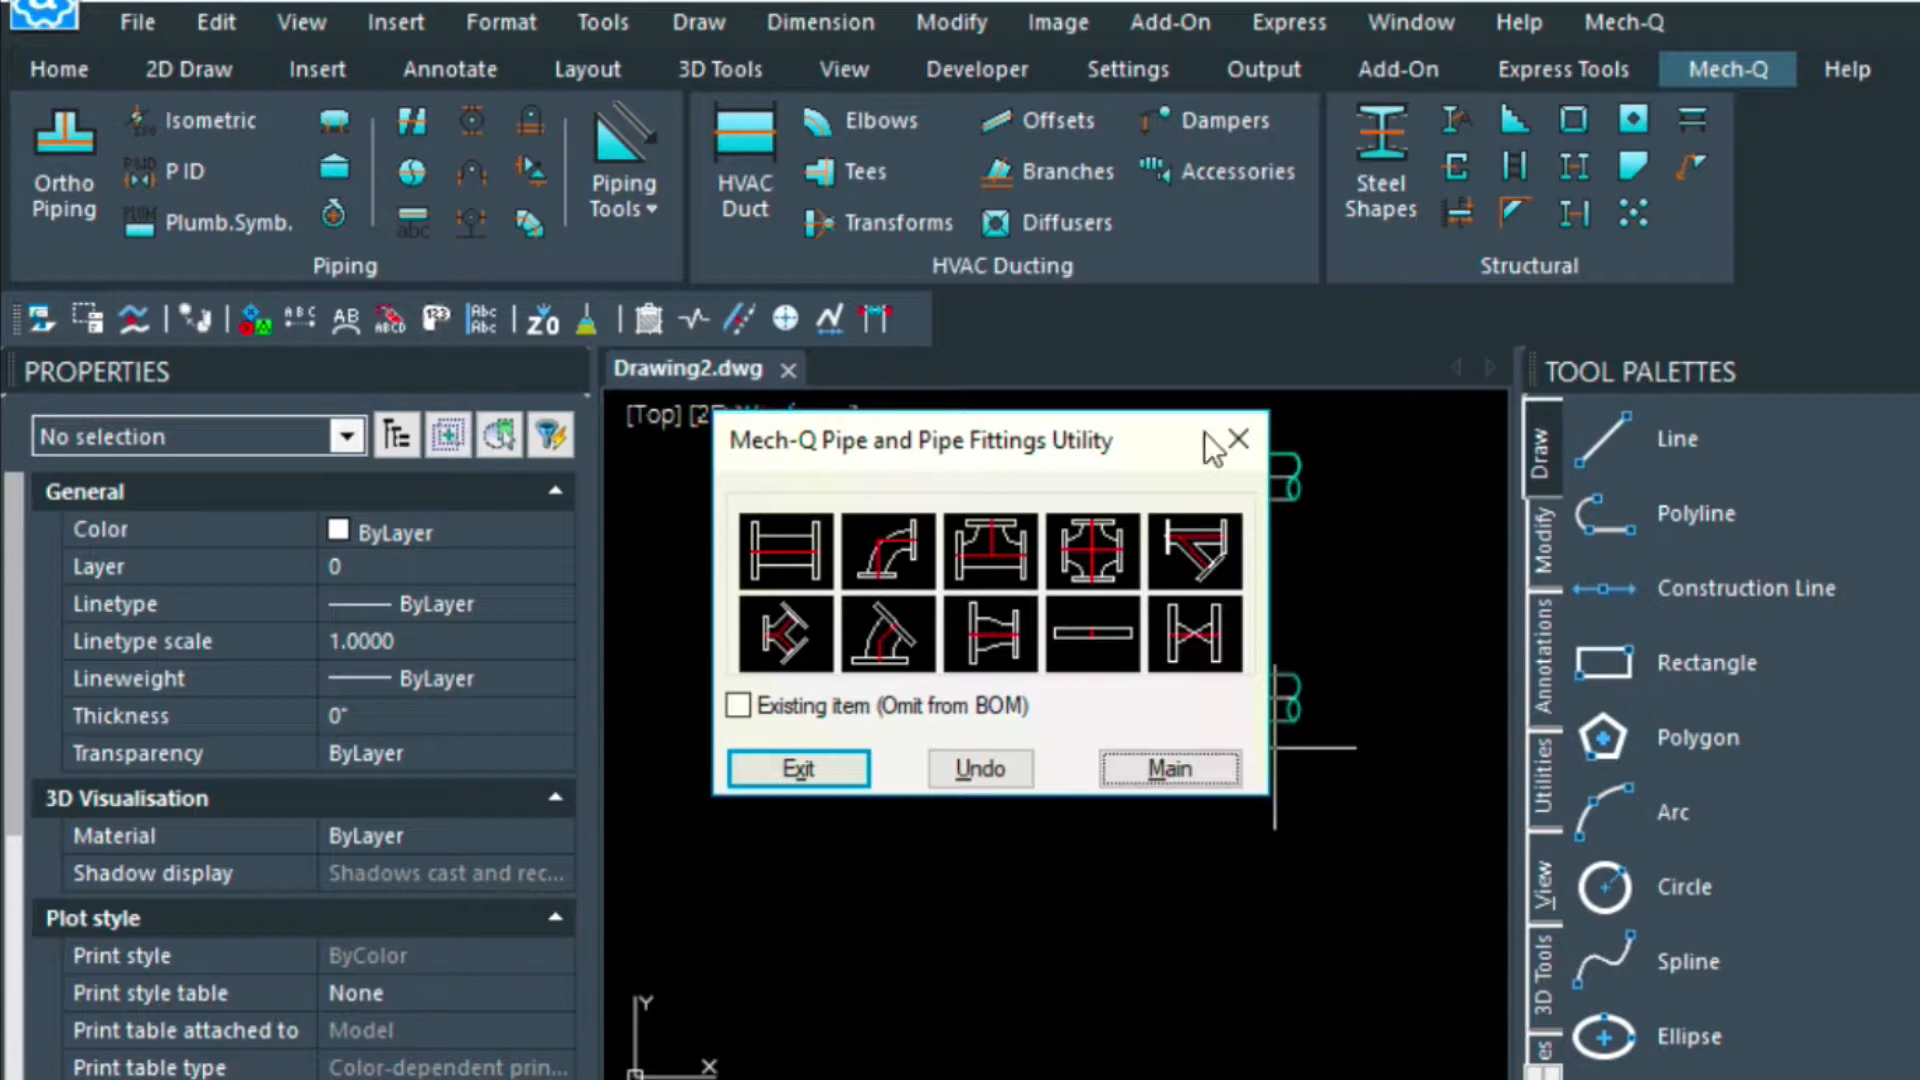 File Edit View Insert Format Tools Draw Dimension Modify Image Add-On Express Window Help Mech-Q
Home 2D Draw Insert Annotate Layout 3D Tools View Developer Settings Output Add-On Express Tools Mech-Q Help
Ortho Piping
Isometric
P ID
Plumb.Symb.
abc
Piping Tools
Piping
HVAC Duct
Elbows
Tees
Transforms
Offsets
Branches
Diffusers
Dampers
Accessories
HVAC Ducting
Steel Shapes
Structural
PROPERTIES
No selection
General
Color ByLayer
Layer 0
Linetype ByLayer
Linetype scale 1.0000
Lineweight ByLayer
Thickness 0"
Transparency ByLayer
3D Visualisation
Material ByLayer
Shadow display Shadows cast and rec...
Plot style
Print style ByColor
Print style table None
Print table attached to Model
Print table type Color-dependent prin...
Drawing2.dwg
[Top]
Mech-Q Pipe and Pipe Fittings Utility
Existing item (Omit from BOM)
Exit Undo Main
Y
X
TOOL PALETTES
Draw
Modify
Annotations
Utilities
View
3D Tools
Line
Polyline
Construction Line
Rectangle
Polygon
Arc
Circle
Spline
Ellipse